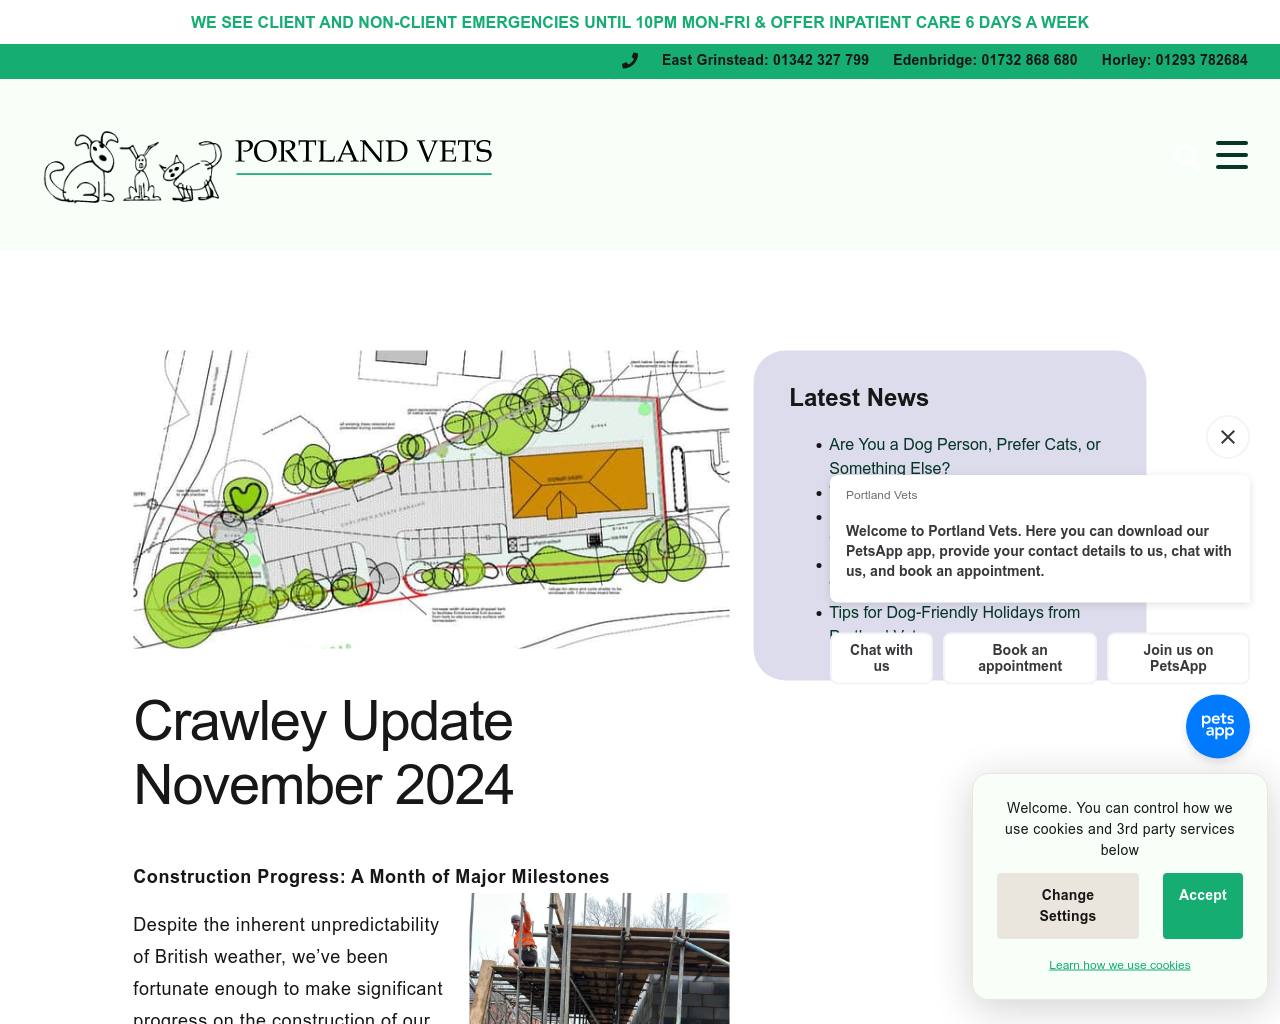 WE SEE CLIENT AND NON-CLIENT EMERGENCIES UNTIL 10PM MON-FRI & OFFER INPATIENT CARE 6 DAYS A WEEK
East Grinstead: 01342 327 799 Edenbridge: 01732 868 680 Horley: 01293 782684
PORTLAND VETS
Latest News
Are You a Dog Person, Prefer Cats, or
Something Else?
Portland Vets
Welcome to Portland Vets. Here you can download our
PetsApp app, provide your contact details to us, chat with
us, and book an appointment.
Tips for Dog-Friendly Holidays from
Chat with
us
Book an
appointment
Join us on
PetsApp
pets
app
Crawley Update
November 2024
Welcome. You can control how we
use cookies and 3rd party services
below
Change
Settings
Accept
Learn how we use cookies
Construction Progress: A Month of Major Milestones
Despite the inherent unpredictability
of British weather, we’ve been
fortunate enough to make significant
progress on the construction of our